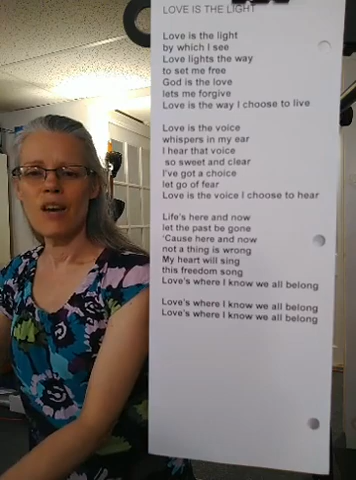 LOVE IS THE LIGHT
Love is the light
by which I see
Love lights the way
to set me free
God is the love
lets me forgive
Love is the way I choose to live
Love is the voice
whispers in my ear
I hear that voice
so sweet and clear
I've got a choice
let go of fear
Love is the voice I choose to hear
Life's here and now
let the past be gone
'Cause here and now
not a thing is wrong
My heart will sing
this freedom song
Love's where I know we all belong
Love's where I know we all belong
Love's where I know we all belong